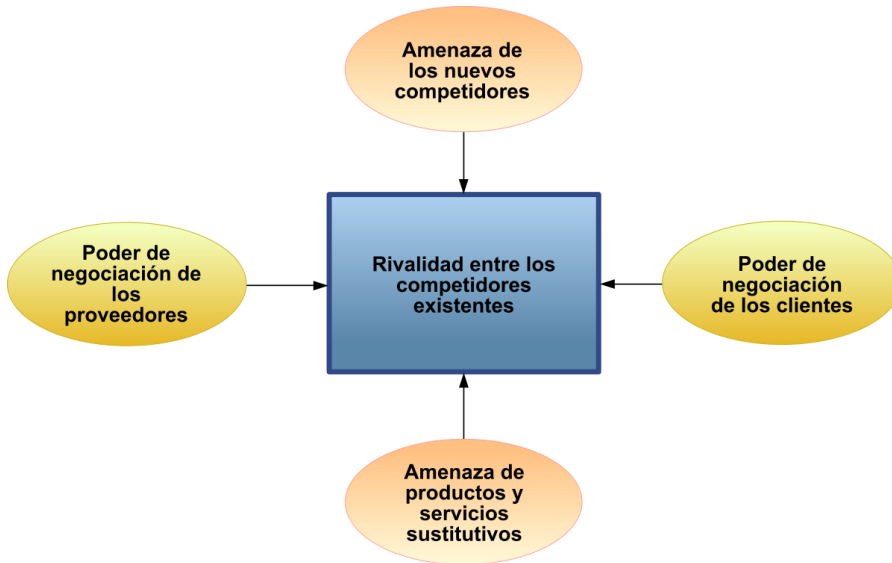 Amenaza de
los nuevos
competidores
Poder de
negociación de
los
proveedores
Rivalidad entre los
competidores
existentes
Poder de
negociación
de los clientes
Amenaza de
productos y
servicios
sustitutivos